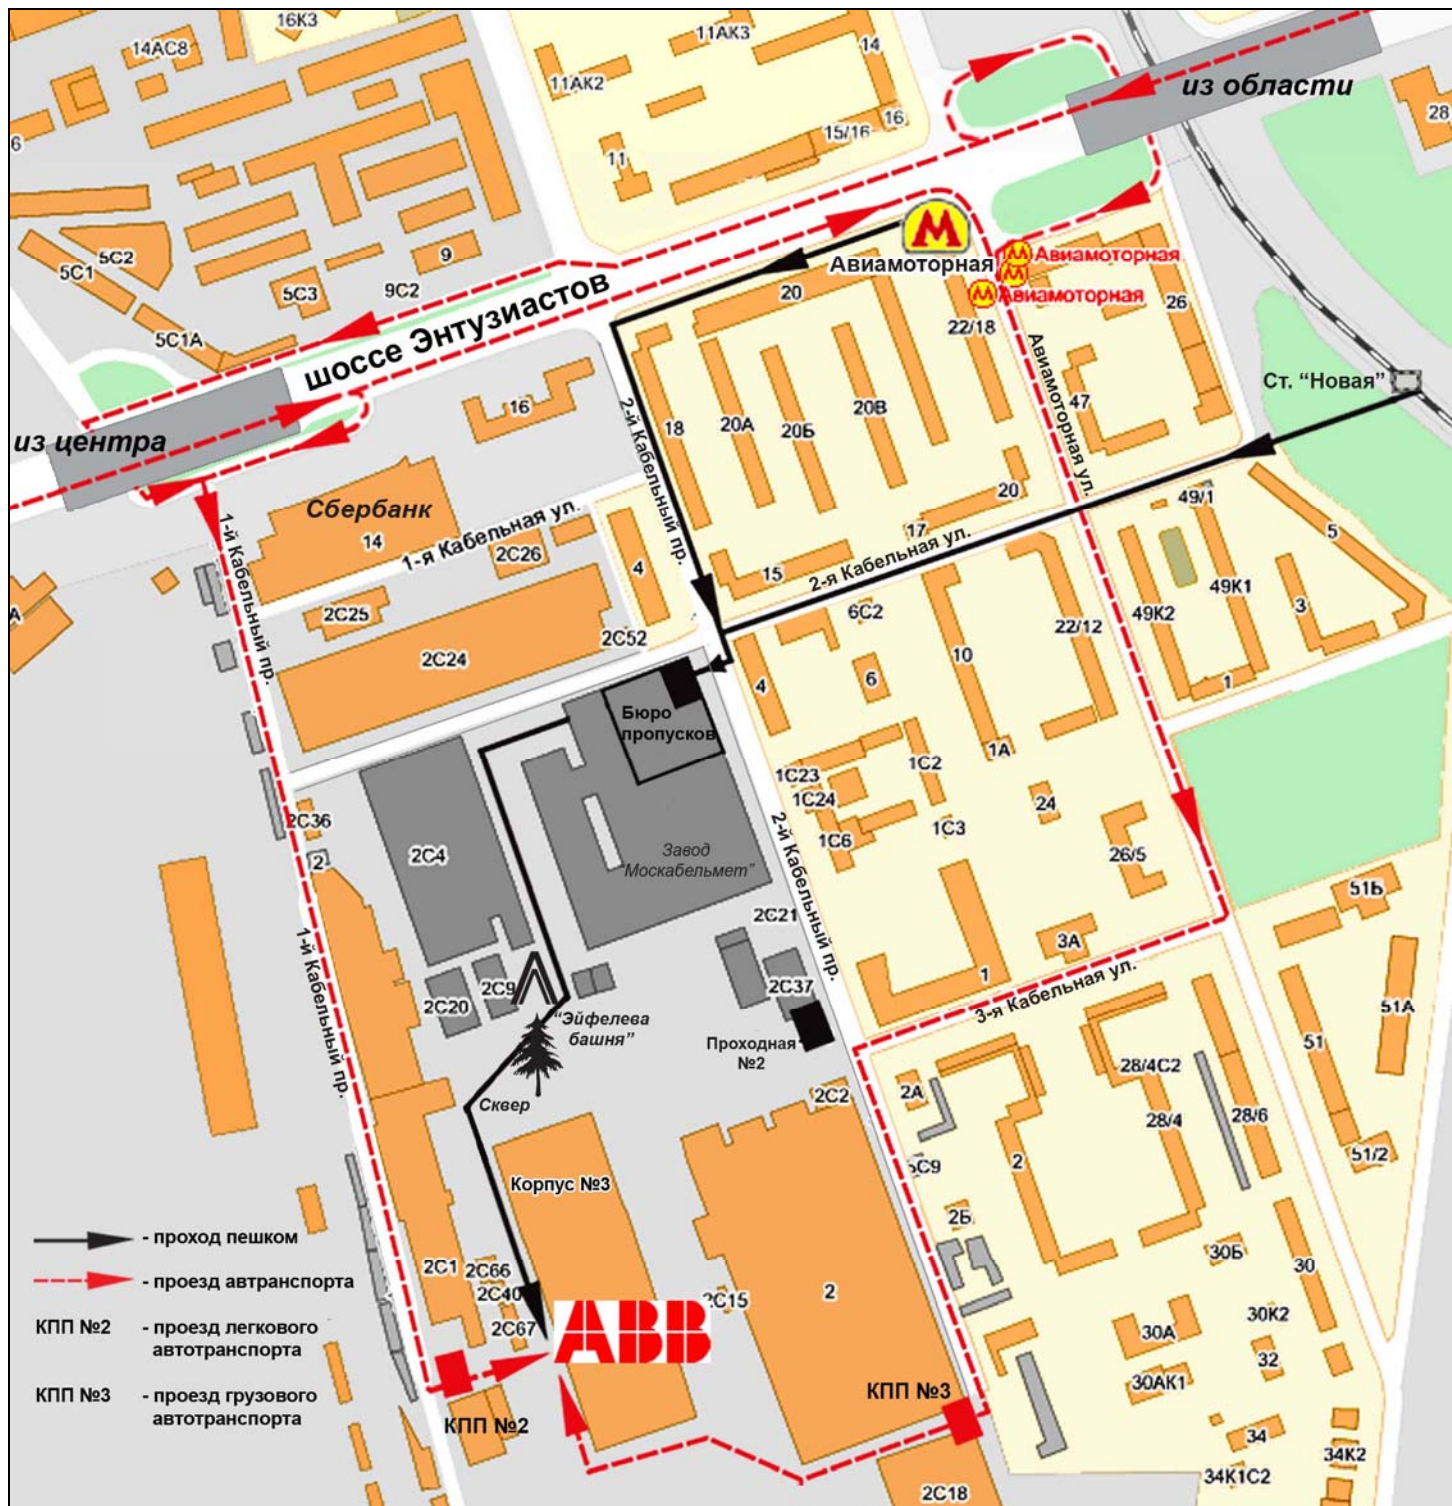 16К3
14АС8
11АК3
14
11АК2
из области
28
6
15/16
16
11
5С2
5С1
9
5С3
9С2
5С1А
Авиамоторная
Авиамоторная
Авиамоторная
20
22/18
26
шоссе Энтузиастов
Авиамоторная ул.
Ст. "Новая"
47
16
2-й Кабельный пр.
18
20А
20Б
20В
из центра
Сбербанк
14
1-я Кабельная ул.
1-й Кабельный пр.
20
17
49/1
5
2С26
4
15
2-я Кабельная ул.
А
2С25
2С52
2С24
6С2
10
22/12
49К2
49К1
3
1
4
6
Бюро
пропусков
1С23
1С2
1А
1С24
24
1С6
1С3
26/5
2С36
2
2С4
Завод
"Москабельмет"
2-й Кабельный пр.
51Б
2С21
3А
1-й Кабельный пр.
2С20
2С9
2С37
1
3-я Кабельная ул.
51А
"Эйфелева
башня"
Проходная
№2
51
Сквер
2С2
2А
28/4С2
28/4
28/6
51/2
2
Корпус №3
2Б
30Б
30
- проход пешком
- проезд автранспорта
2С1
2С66
2С40
2С67
2С15
2
ABB
30К2
30А
32
30АК1
КПП №2 - проезд легкового
автотранспорта
КПП №3 - проезд грузового
автотранспорта
КПП №2
КПП №3
34
34К2
34К1С2
2С18